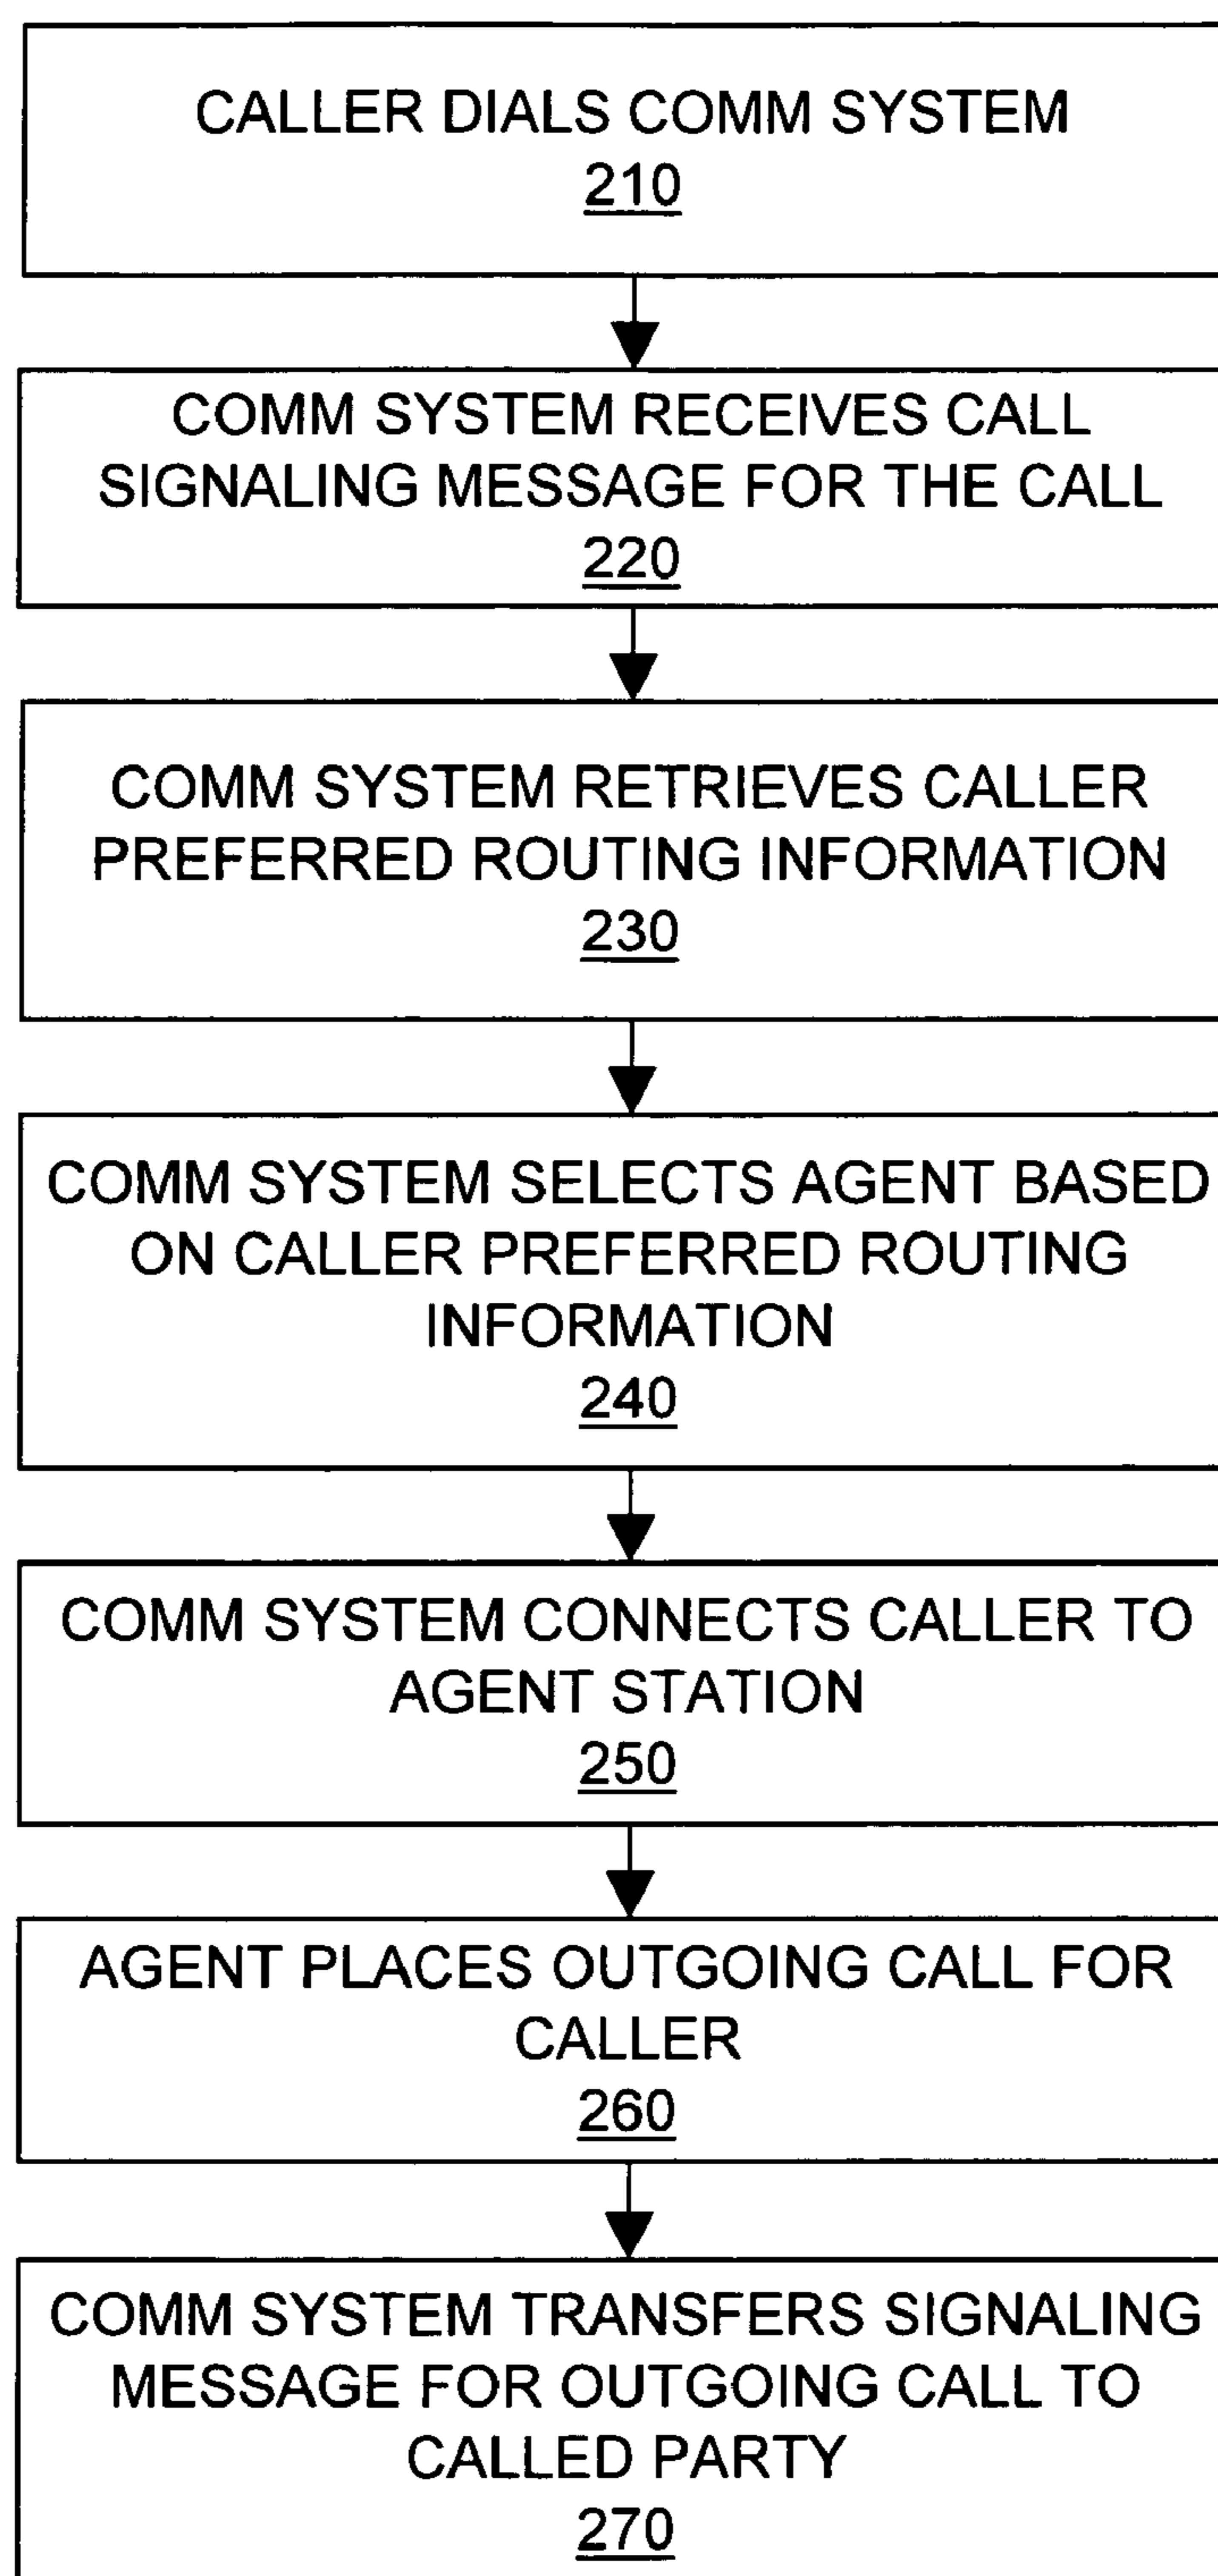 CALLER DIALS COMM SYSTEM
210
COMM SYSTEM RECEIVES CALL
SIGNALING MESSAGE FOR THE CALL
220
COMM SYSTEM RETRIEVES CALLER
PREFERRED ROUTING INFORMATION
230
COMM SYSTEM SELECTS AGENT BASED
ON CALLER PREFERRED ROUTING
INFORMATION
240
COMM SYSTEM CONNECTS CALLER TO
AGENT STATION
250
AGENT PLACES OUTGOING CALL FOR
CALLER
260
COMM SYSTEM TRANSFERS SIGNALING
MESSAGE FOR OUTGOING CALL TO
CALLED PARTY
270